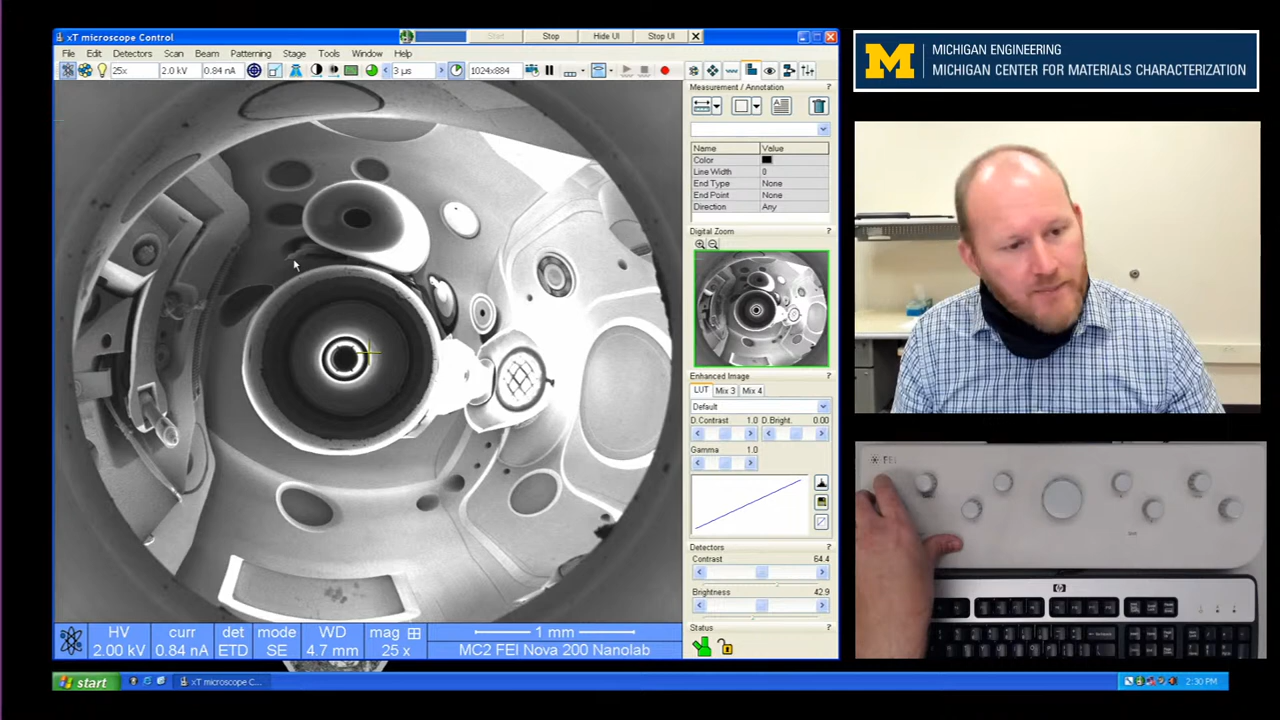 xT microscope Control
Start Stop Hide UI Stop UI
File Edit Detectors Scan Beam Patterning Stage Tools Window Help
25x 2.0 kV 0.84 nA 3 µs 1024x884
Measurement / Annotation ?
Name Value
Color
Line Width 0
End Type None
End Point None
Direction Any
Digital Zoom ?
Enhanced Image ?
LUT Mix 3 Mix 4
Default
D. Contrast 1.0 D. Bright. 0.00
Gamma 1.0
Detectors ?
Contrast 64.4
Brightness 42.9
Status ?
HV curr det mode WD mag 1 mm
2.00 kV 0.84 nA ETD SE 4.7 mm 25 x MC2 FEI Nova 200 Nanolab
start xT microscope C... 2:30 PM
M MICHIGAN ENGINEERING
MICHIGAN CENTER FOR MATERIALS CHARACTERIZATION
FEI
hp